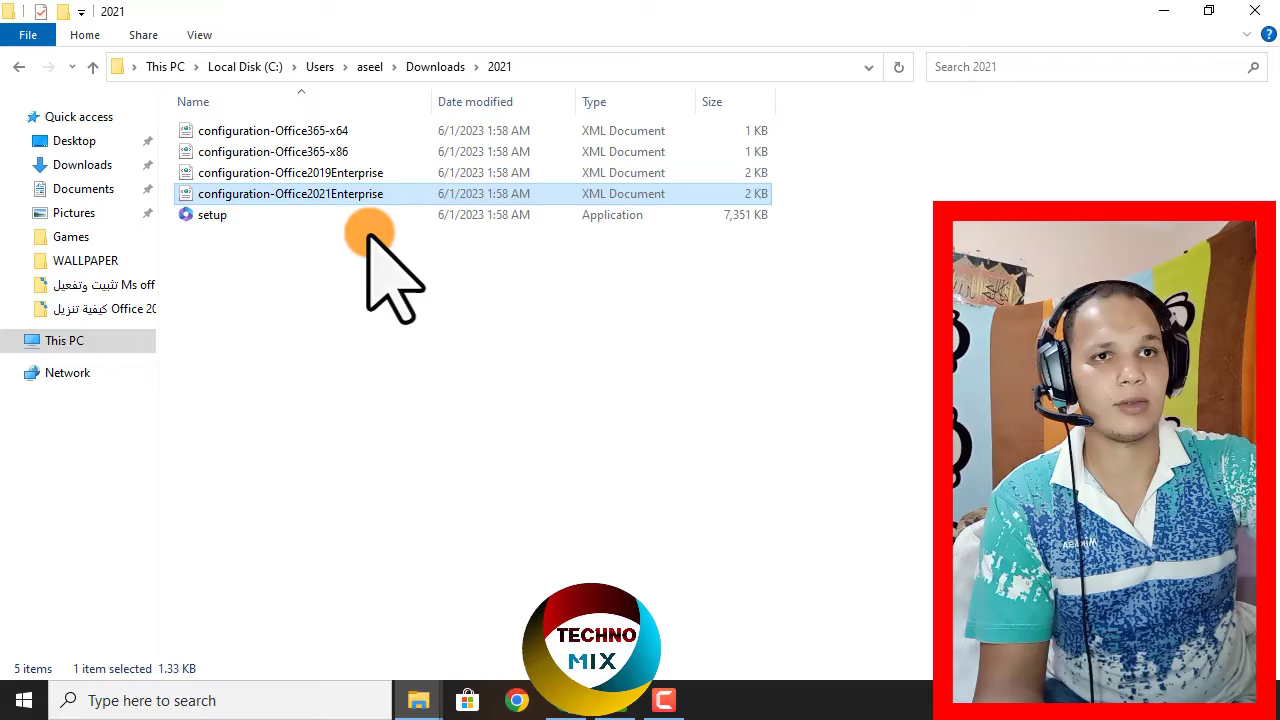 2021
File Home Share View
This PC Local Disk (C:) Users aseel Downloads 2021
Search 2021
Name Date modified Type Size
configuration-Office365-x64 6/1/2023 1:58 AM XML Document 1 KB
configuration-Office365-x86 6/1/2023 1:58 AM XML Document 1 KB
configuration-Office2019Enterprise 6/1/2023 1:58 AM XML Document 2 KB
configuration-Office2021Enterprise 6/1/2023 1:58 AM XML Document 2 KB
setup 6/1/2023 1:58 AM Application 7,351 KB
Quick access
Desktop
Downloads
Documents
Pictures
Games
WALLPAPER
تثبيت وتفعيل Ms off
كيفية تنزيل Office 20
This PC
Network
5 items 1 item selected 1.33 KB
TECHNO
MIX
Type here to search